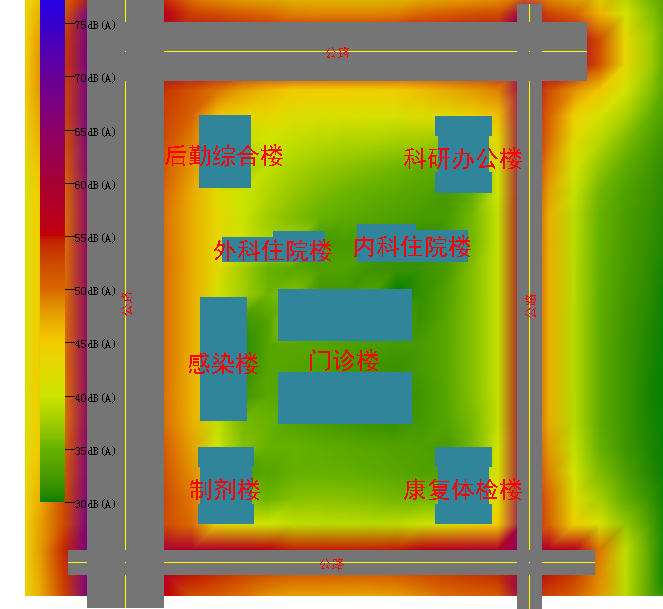 75dB(A)
公路
70dB(A)
65dB(A)
后勤综合楼
科研办公楼
60dB(A)
55dB(A)
外科住院楼
内科住院楼
50dB(A)
公路
公路
45dB(A)
感染楼
门诊楼
40dB(A)
35dB(A)
制剂楼
康复体检楼
30dB(A)
公路